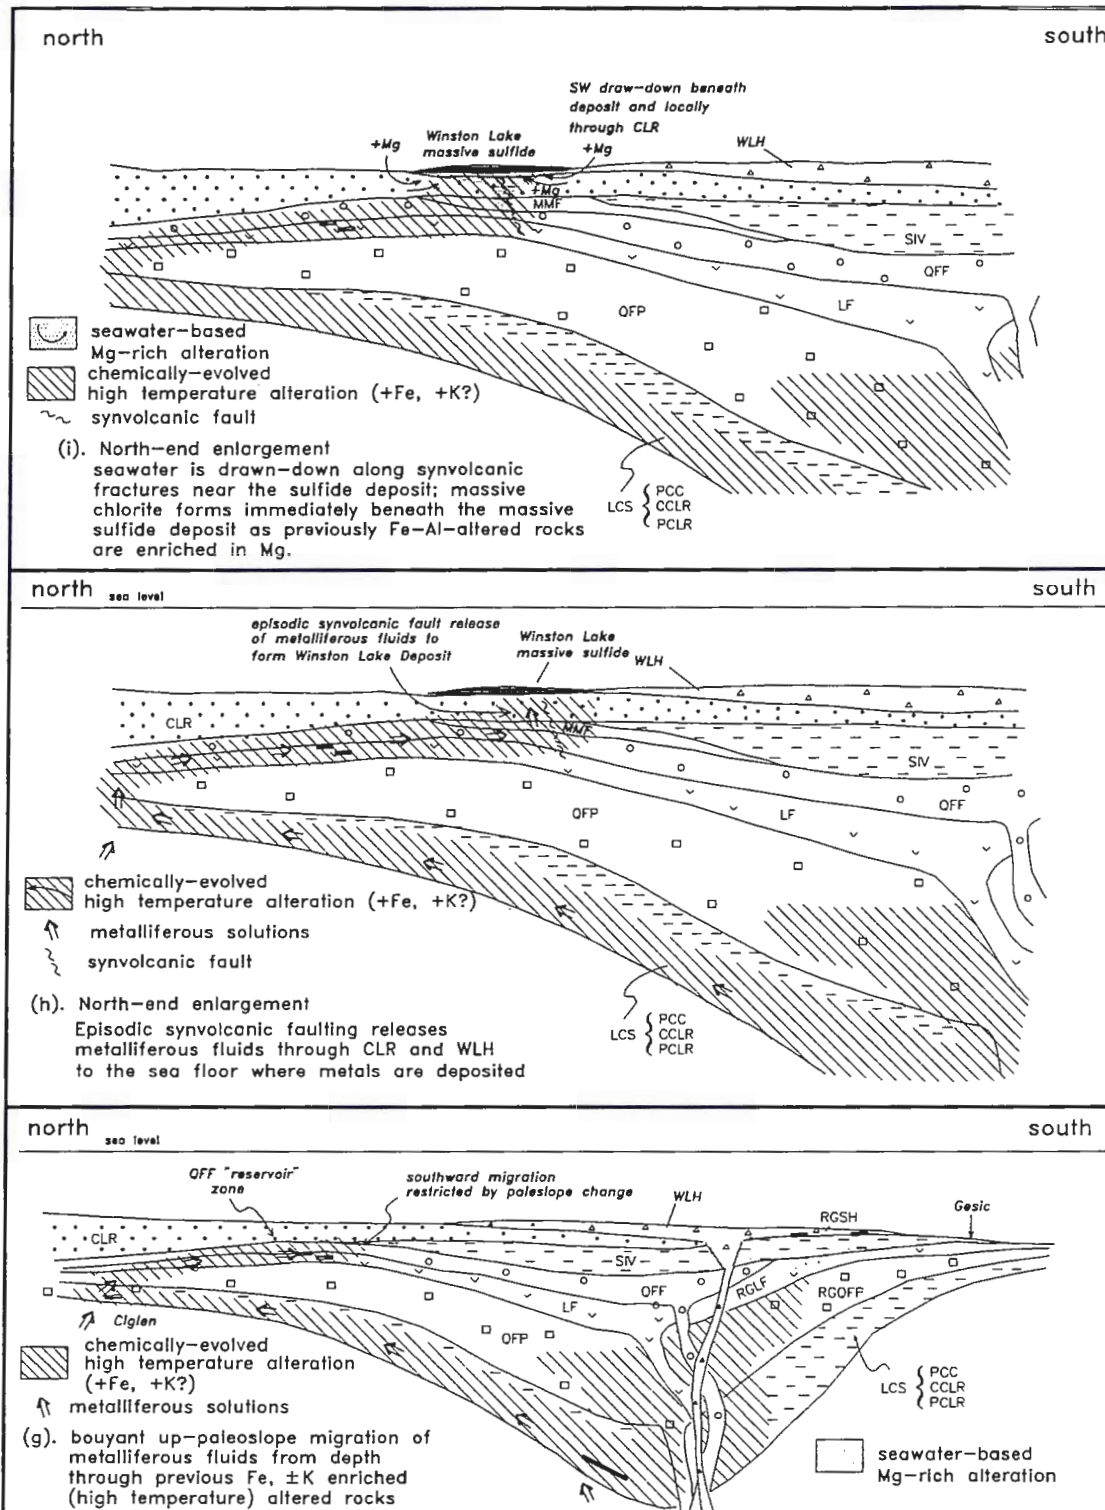 north
south
SW draw-down beneath
deposit and locally
through CLR
+Mg
Winston Lake
massive sulfide
+Mg
WLH
+Mg
MMF
SIV
QFF
QFP
LF
seawater-based
Mg-rich alteration
chemically-evolved
high temperature alteration (+Fe, +K?)
synvolcanic fault
(i). North-end enlargement
seawater is drawn-down along synvolcanic
fractures near the sulfide deposit; massive
chlorite forms immediately beneath the massive
sulfide deposit as previously Fe-Al-altered rocks
are enriched in Mg.
LCS { PCC
CCLR
PCLR
north
sea level
south
episodic synvolcanic fault release
of metalliferous fluids to
form Winston Lake Deposit
Winston Lake
massive sulfide
WLH
CLR
MMF
SIV
QFF
QFP
LF
chemically-evolved
high temperature alteration (+Fe, +K?)
metalliferous solutions
synvolcanic fault
(h). North-end enlargement
Episodic synvolcanic faulting releases
metalliferous fluids through CLR and WLH
to the sea floor where metals are deposited
LCS { PCC
CCLR
PCLR
north
sea level
south
QFF "reservoir"
zone
southward migration
restricted by paleslope change
WLH
RGSH
Gesic
CLR
SIV
QFF
RGLF
RGQFP
LF
QFP
Ciglen
chemically-evolved
high temperature alteration
(+Fe, +K?)
metalliferous solutions
LCS { PCC
CCLR
PCLR
(g). bouyant up-paleoslope migration of
metalliferous fluids from depth
through previous Fe, ±K enriched
(high temperature) altered rocks
seawater-based
Mg-rich alteration